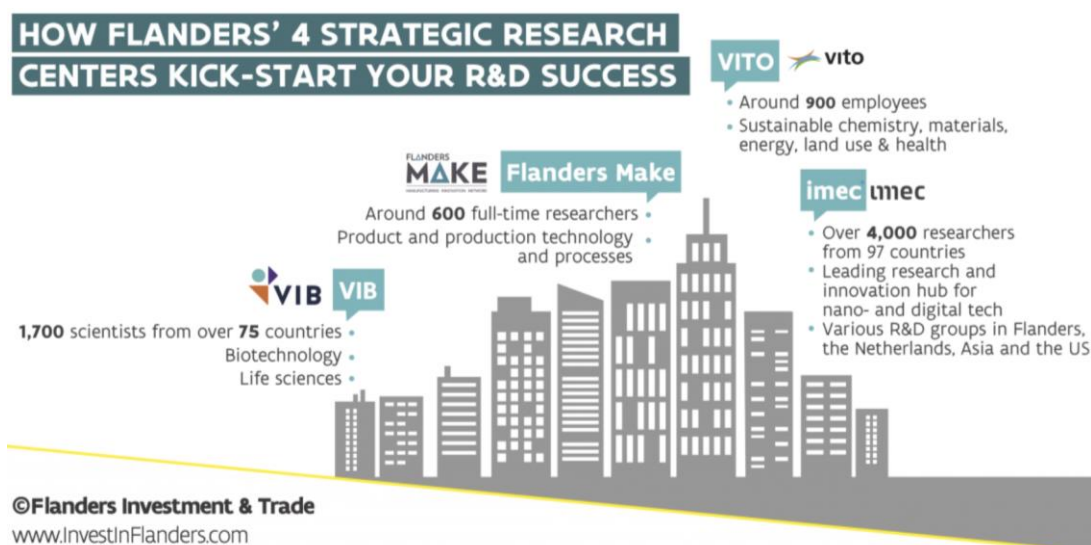 HOW FLANDERS' 4 STRATEGIC RESEARCH
CENTERS KICK-START YOUR R&D SUCCESS
VITO vito
• Around 900 employees
• Sustainable chemistry, materials,
energy, land use & health
FLANDERS
MAKE
Flanders Make
Around 600 full-time researchers •
Product and production technology •
and processes
imec imec
• Over 4,000 researchers
from 97 countries
• Leading research and
innovation hub for
nano- and digital tech
• Various R&D groups in Flanders,
the Netherlands, Asia and the US
VIB VIB
1,700 scientists from over 75 countries •
Biotechnology •
Life sciences •
©Flanders Investment & Trade
www.InvestInFlanders.com